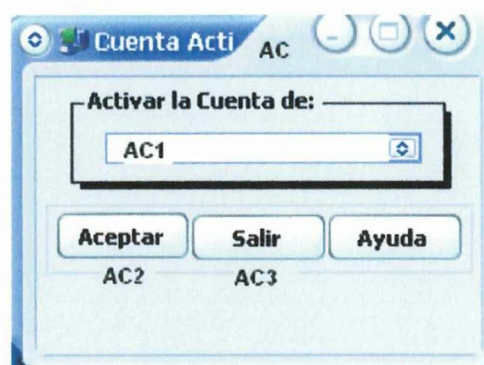 Cuenta Acti AC
Activar la Cuenta de:
AC1
Aceptar Salir Ayuda
AC2 AC3